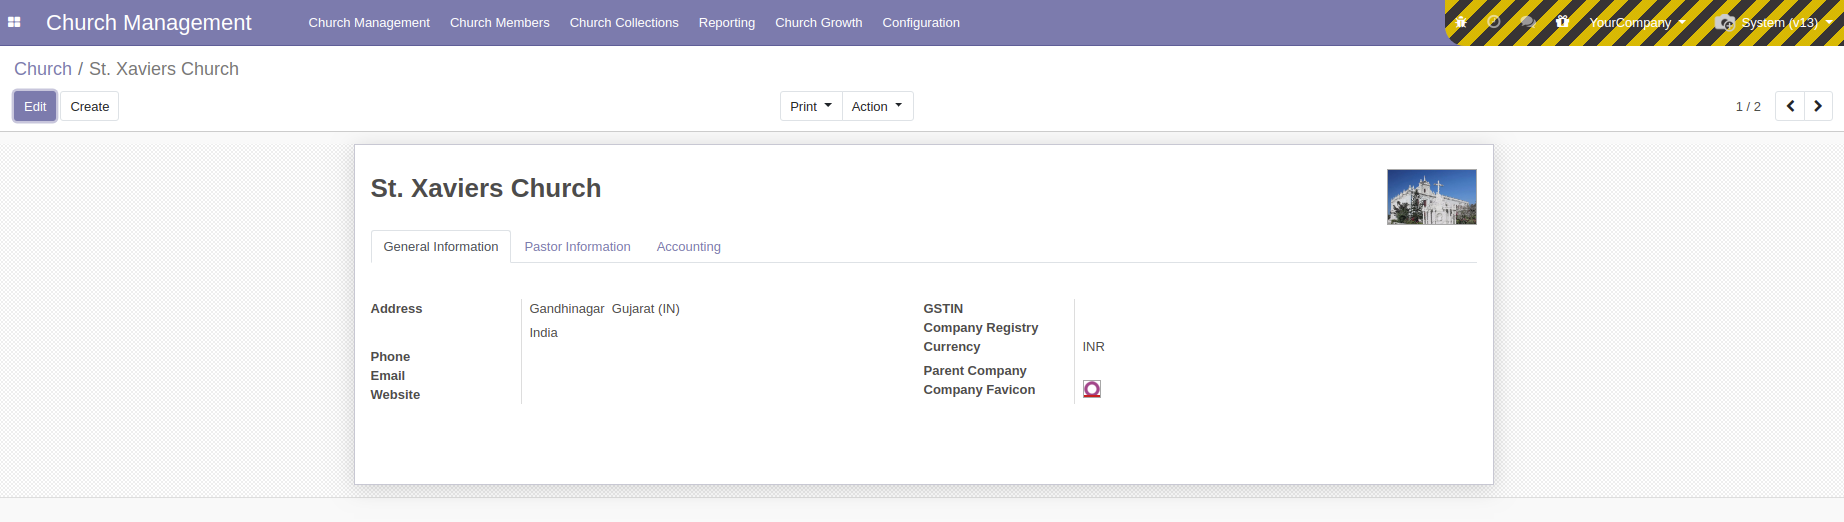 Church Management Church Management Church Members Church Collections Reporting Church Growth Configuration YourCompany System (v13)
Church / St. Xaviers Church
Edit Create Print Action 1 / 2
St. Xaviers Church
General Information Pastor Information Accounting
Address Gandhinagar Gujarat (IN) GSTIN
Company Registry
India
Currency INR
Phone
Parent Company
Email
Company Favicon
Website